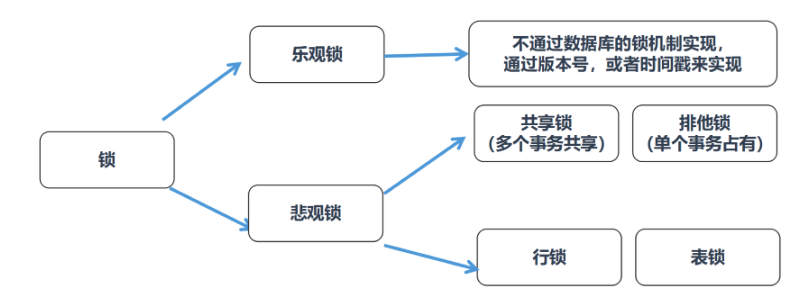 乐观锁
不通过数据库的锁机制实现，
通过版本号，或者时间戳来实现
锁
共享锁
（多个事务共享）
排他锁
（单个事务占有）
悲观锁
行锁
表锁